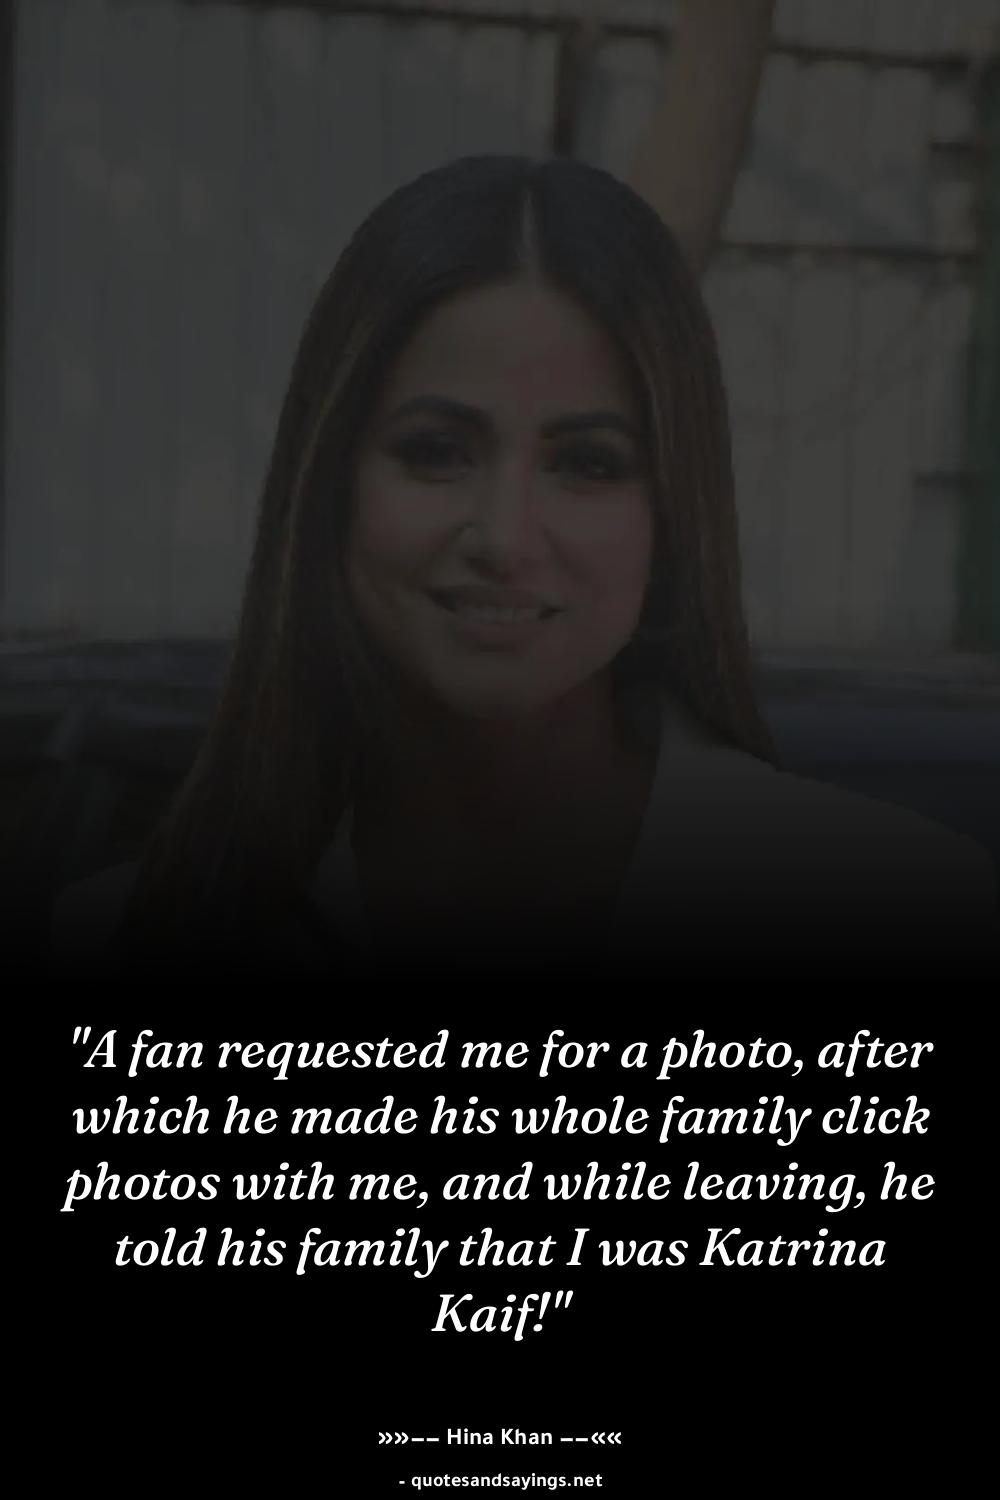 "A fan requested me for a photo, after
which he made his whole family click
photos with me, and while leaving, he
told his family that I was Katrina
Kaif!"
»»–– Hina Khan ––««
- quotesandsayings.net